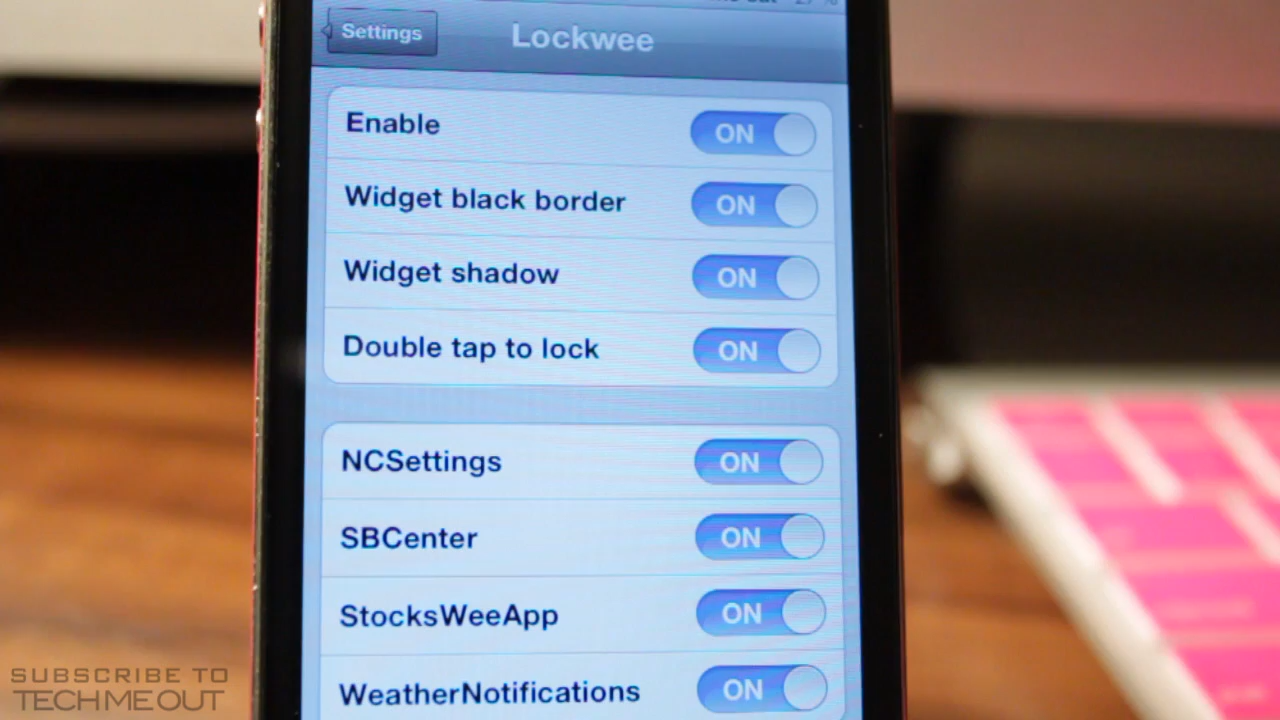 Settings
Lockwee
Enable ON
Widget black border ON
Widget shadow ON
Double tap to lock ON
NCSettings ON
SBCenter ON
StocksWeeApp ON
WeatherNotifications ON
SUBSCRIBE TO
TECHMEOUT